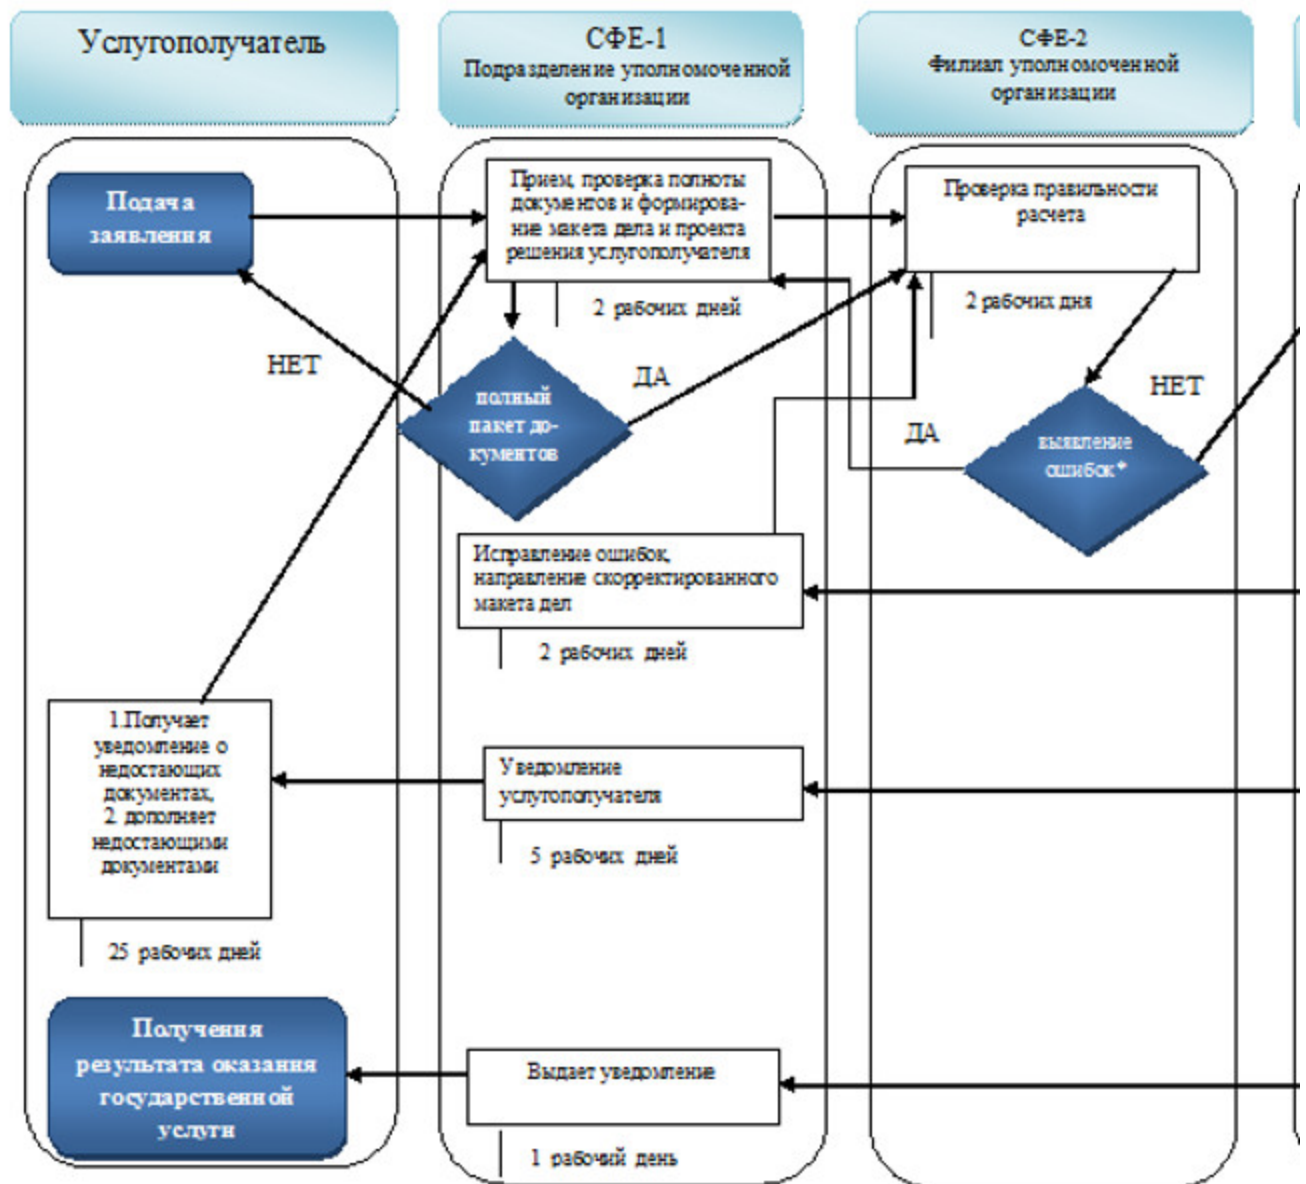 Услугополучатель
СФЕ-1
Подразделение уполномоченной
организации
СФЕ-2
Филиал уполномоченной
организации
Подача
заявления
Прием, проверка полноты
документов и формирова-
ние макета дела и проекта
решения услугополучателя
2 рабочих дней
Проверка правильности
расчета
2 рабочих дня
НЕТ
полный
пакет до-
кументов
ДА
ДА
выявление
ошибок*
НЕТ
Исправление ошибок,
направление скорректированного
макета дел
2 рабочих дней
1.Получает
уведомление о
недостающих
документах,
2. дополняет
недостающими
документами
25 рабочих дней
Уведомление
услугополучателя
5 рабочих дней
Получения
результата оказания
государственной
услуги
Выдает уведомление
1 рабочий день